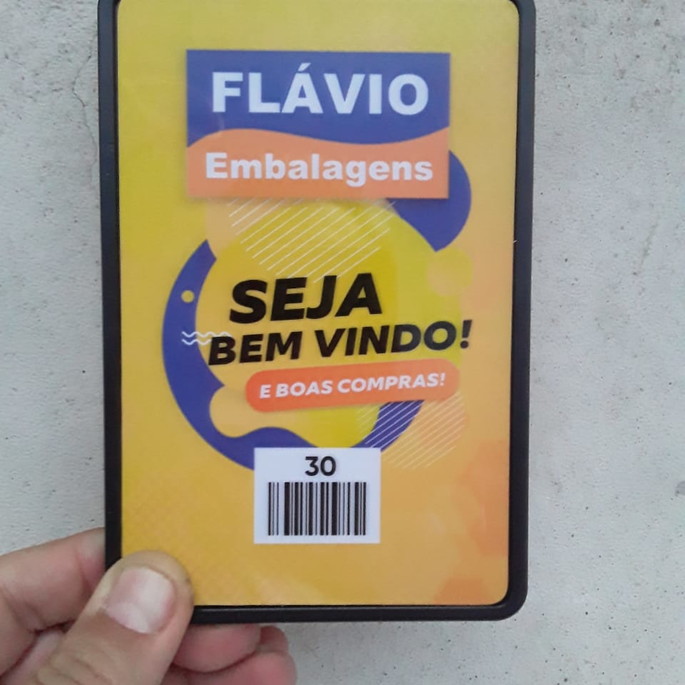 FLÁVIO
Embalagens
SEJA
BEM VINDO!
E BOAS COMPRAS!
30